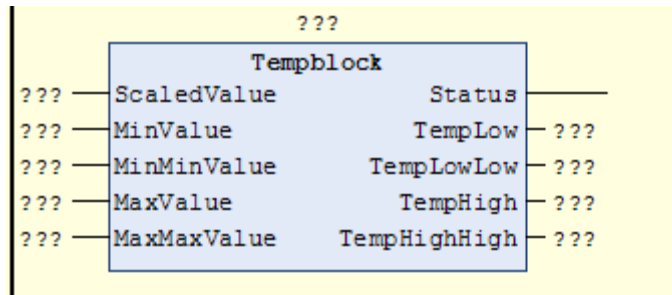 ???
Tempblock
??? ScaledValue Status
??? MinValue TempLow ???
??? MinMinValue TempLowLow ???
??? MaxValue TempHigh ???
??? MaxMaxValue TempHighHigh ???